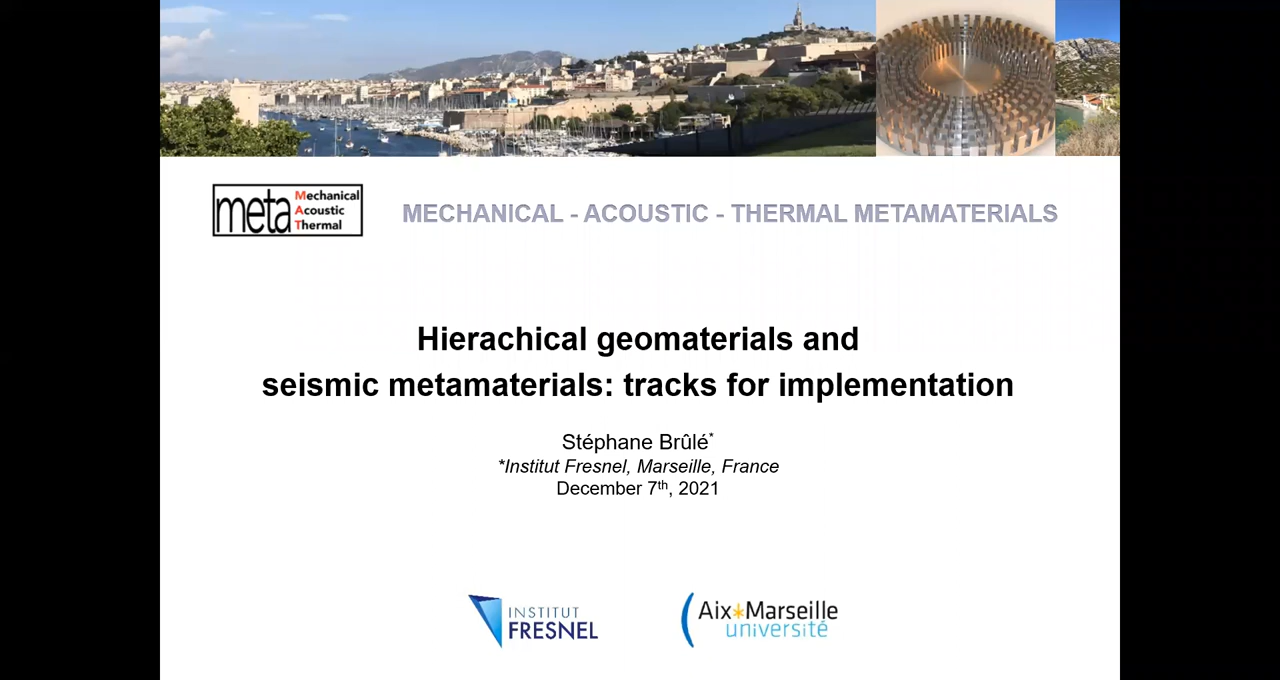 meta Mechanical
Acoustic
Thermal
MECHANICAL - ACOUSTIC - THERMAL METAMATERIALS
Hierachical geomaterials and
seismic metamaterials: tracks for implementation
Stéphane Brûlé*
*Institut Fresnel, Marseille, France
December 7th, 2021
INSTITUT
FRESNEL
Aix*Marseille
université